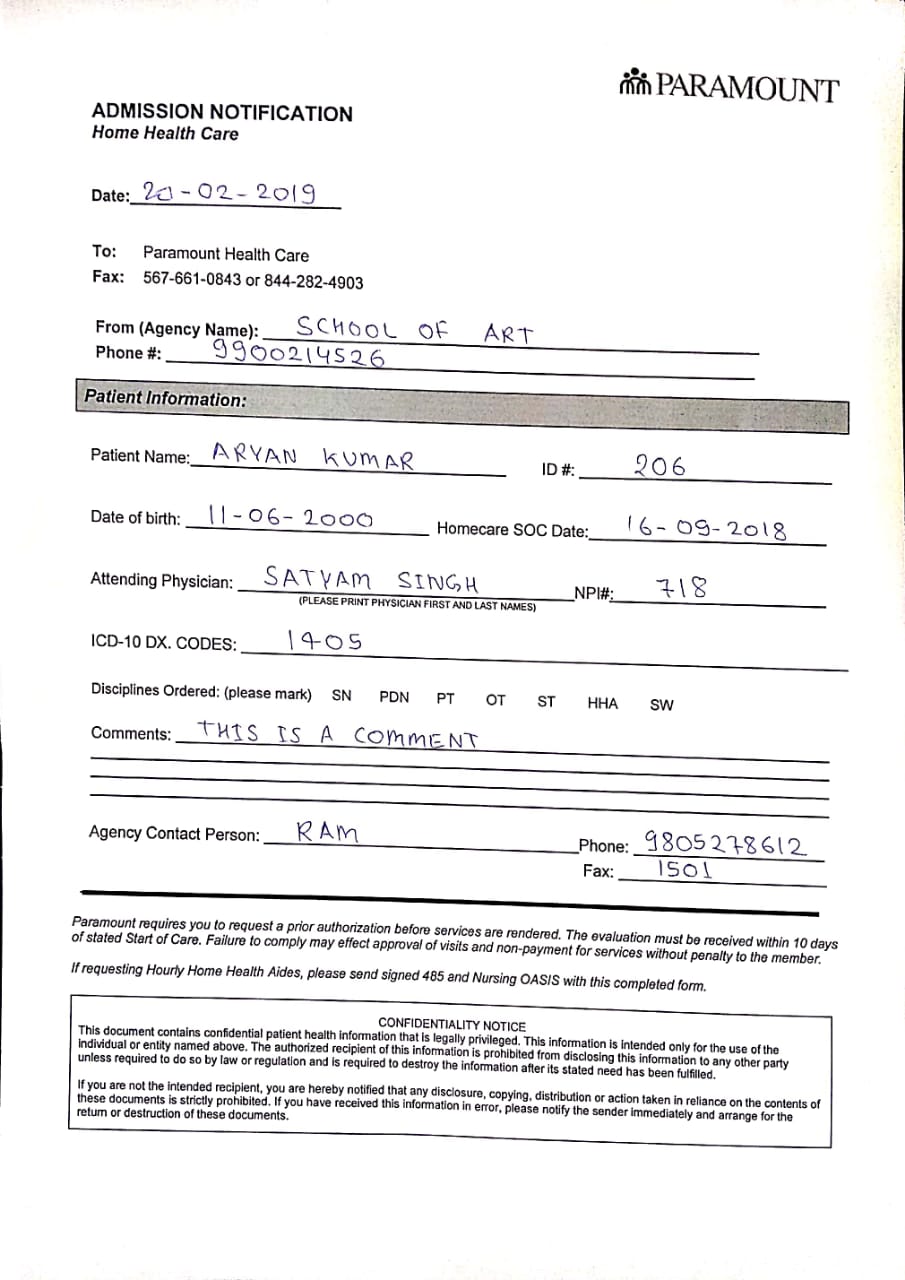 PARAMOUNT
ADMISSION NOTIFICATION
Home Health Care
Date: 20-02-2019
To: Paramount Health Care
Fax: 567-661-0843 or 844-282-4903
From (Agency Name): SCHOOL OF ART
Phone #: 9900214526
Patient Information:
Patient Name: ARYAN KUMAR ID #: 206
Date of birth: 11-06-2000 Homecare SOC Date: 16-09-2018
Attending Physician: SATYAM SINGH NPI#: 718
(PLEASE PRINT PHYSICIAN FIRST AND LAST NAMES)
ICD-10 DX. CODES: 1405
Disciplines Ordered: (please mark) SN PDN PT OT ST HHA SW
Comments: THIS IS A COMMENT
Agency Contact Person: RAM Phone: 9805278612
Fax: 1501
Paramount requires you to request a prior authorization before services are rendered. The evaluation must be received within 10 days
of stated Start of Care. Failure to comply may effect approval of visits and non-payment for services without penalty to the member.
If requesting Hourly Home Health Aides, please send signed 485 and Nursing OASIS with this completed form.
CONFIDENTIALITY NOTICE
This document contains confidential patient health information that is legally privileged. This information is intended only for the use of the
individual or entity named above. The authorized recipient of this information is prohibited from disclosing this information to any other party
unless required to do so by law or regulation and is required to destroy the information after its stated need has been fulfilled.
If you are not the intended recipient, you are hereby notified that any disclosure, copying, distribution or action taken in reliance on the contents of
these documents is strictly prohibited. If you have received this information in error, please notify the sender immediately and arrange for the
return or destruction of these documents.